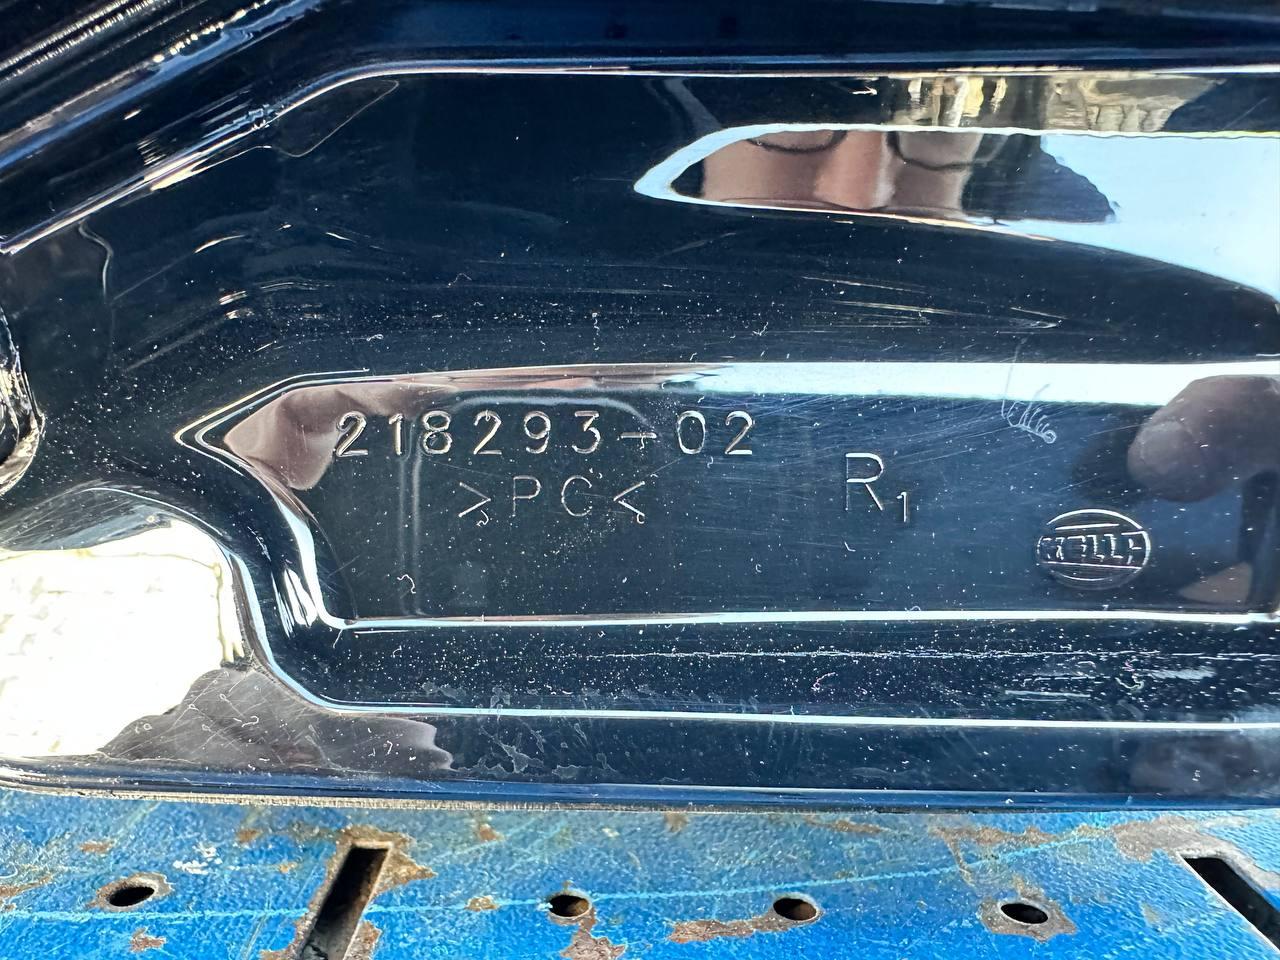 218293-02
>PC<
R1
HELLA